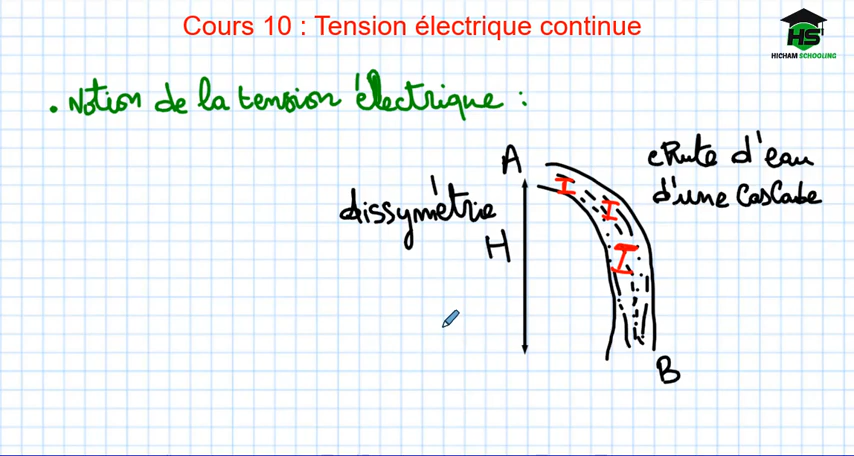 Cours 10 : Tension électrique continue
HS
HICHAM SCHOOLING
. Notion de la tension électrique :
A
chute d'eau
d'une cascade
dissymétrie
I
I
H
I
B